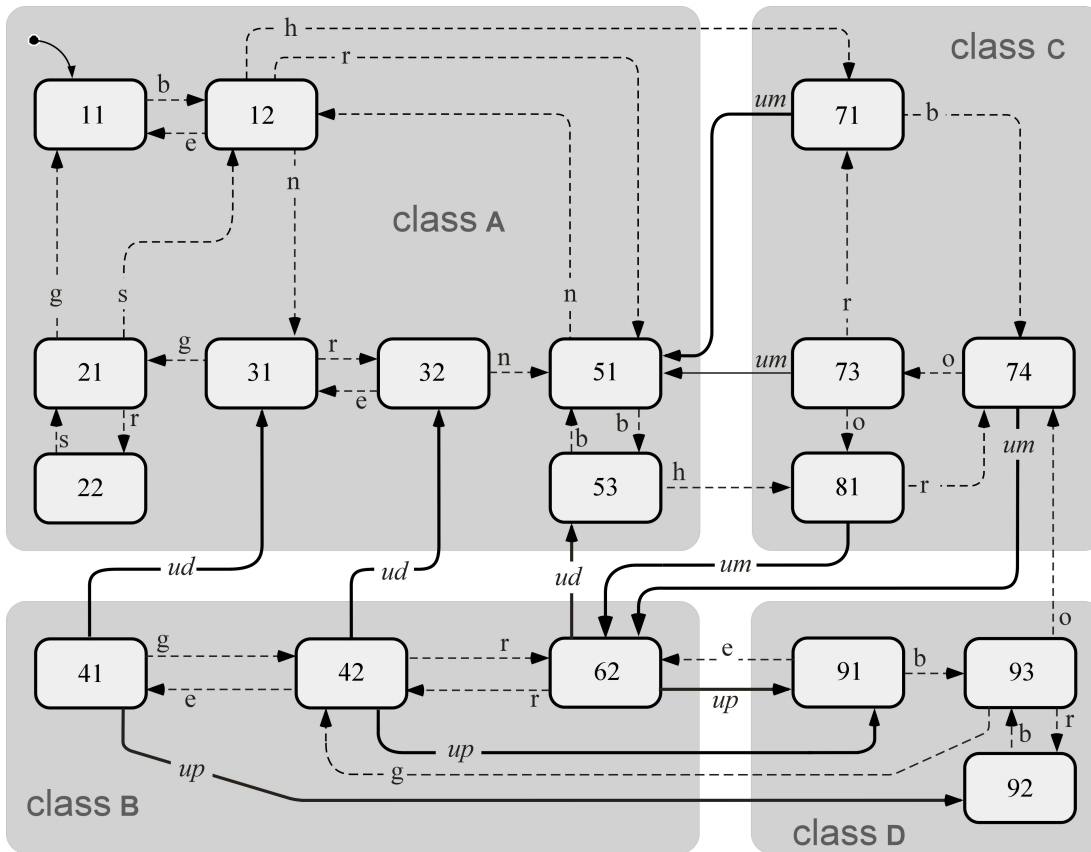 h
class C
r
b
11
12
um
71
b
e
n
class A
g
s
n
r
21
g
31
r
32
n
51
um
73
o
74
e
s
r
b
b
o
um
22
53
h
81
r
ud
ud
ud
um
g
r
e
o
41
42
62
91
b
93
e
r
up
r
up
up
g
b
92
class B
class D